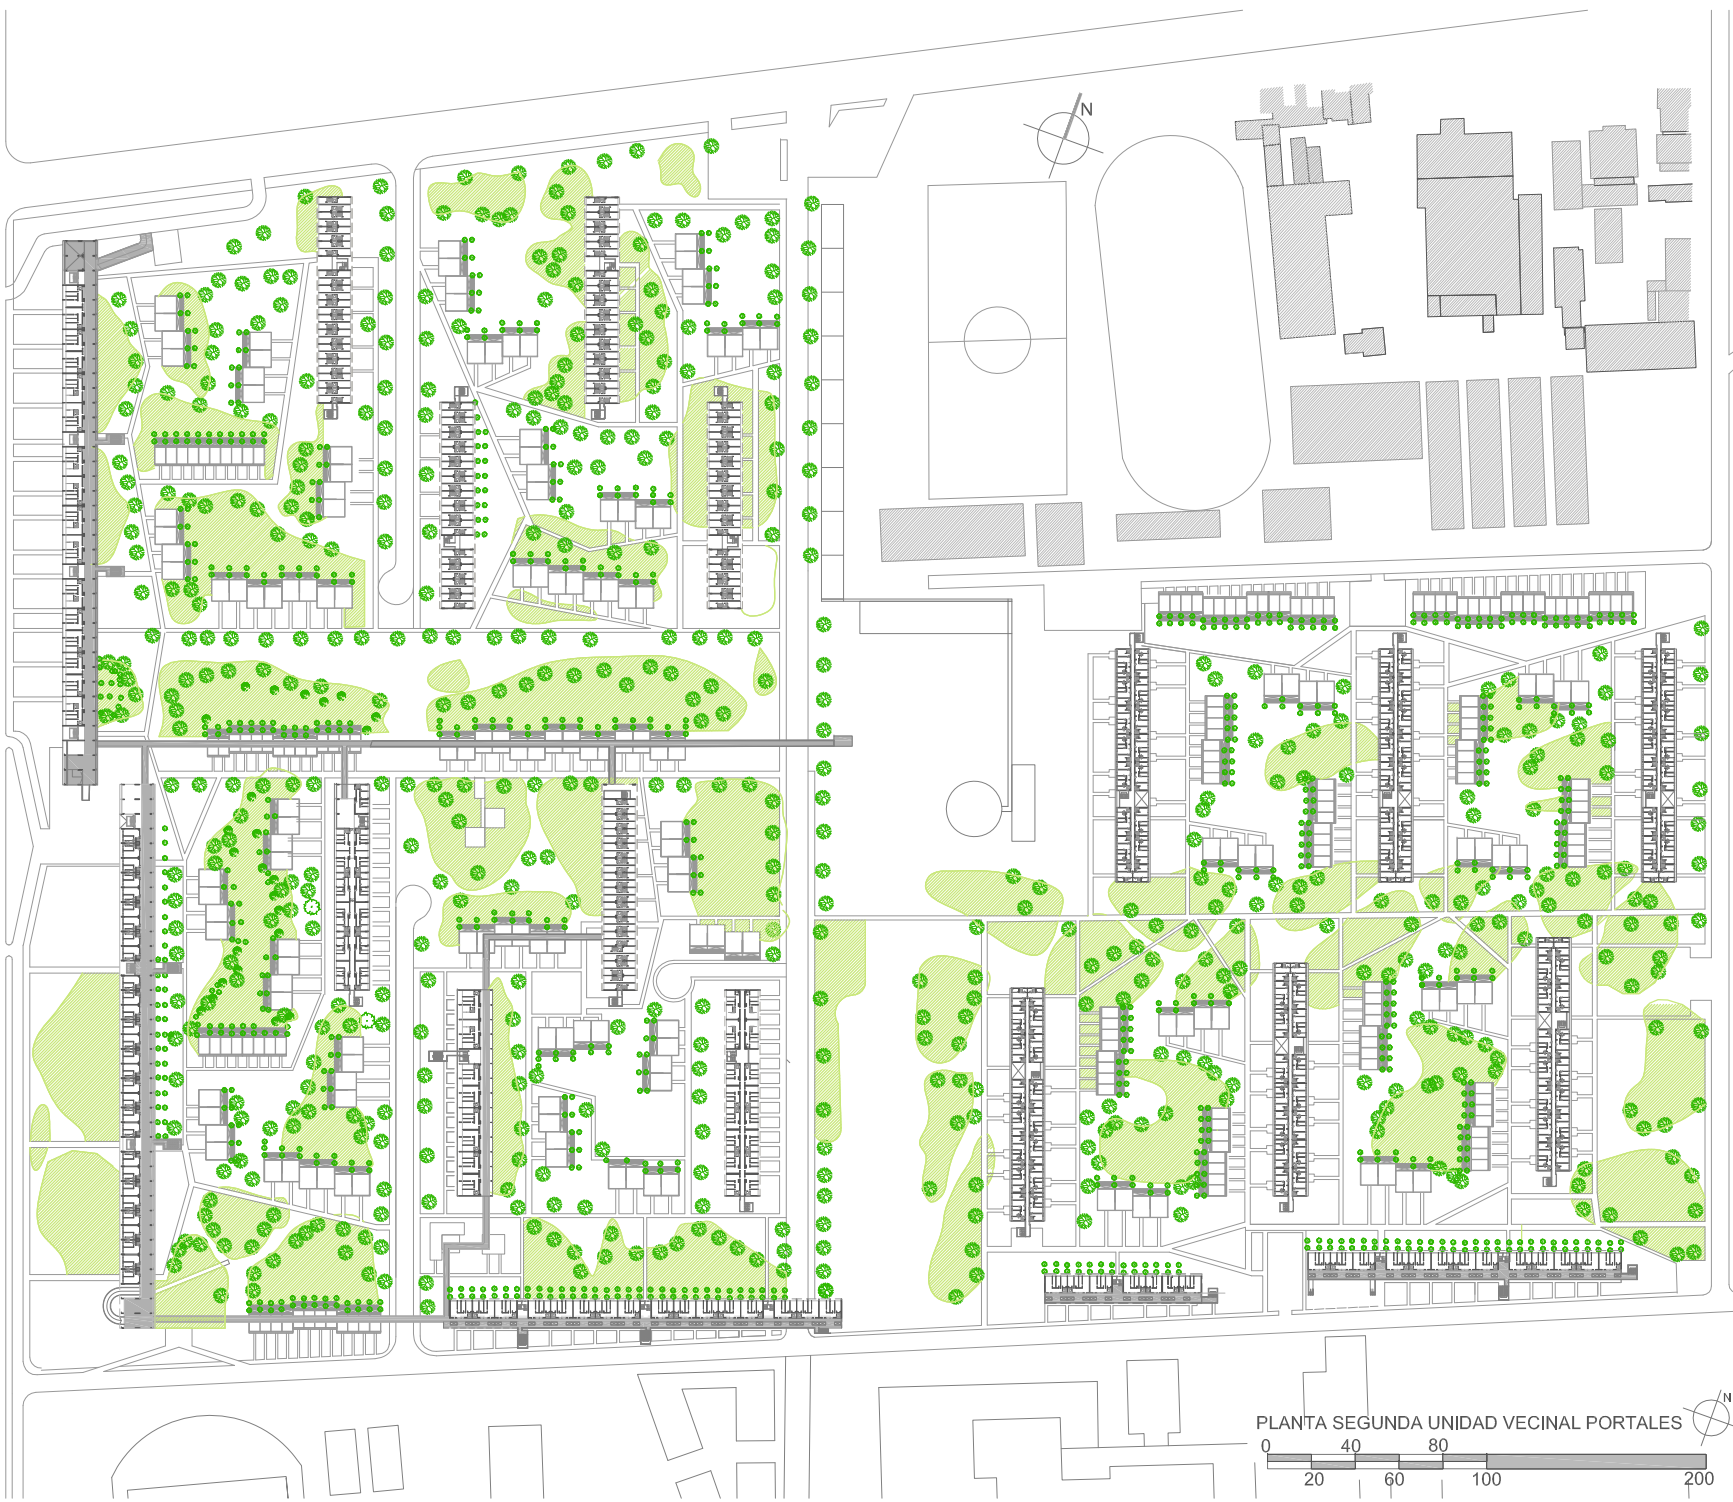 N
N
PLANTA SEGUNDA UNIDAD VECINAL PORTALES
0 40 80
20 60 100 200